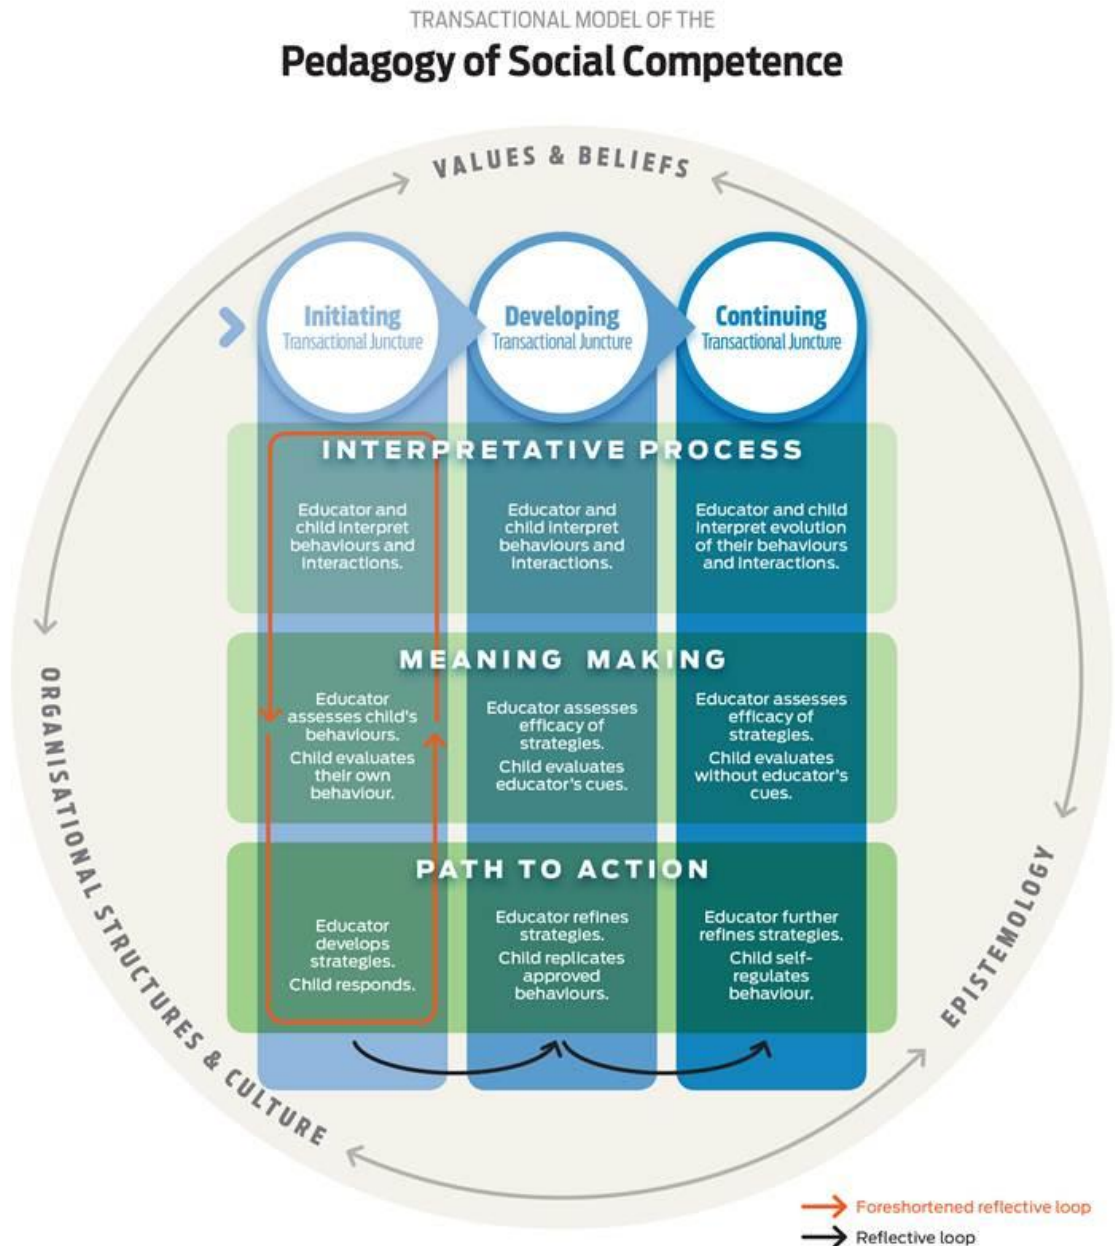 TRANSACTIONAL MODEL OF THE
Pedagogy of Social Competence
VALUES & BELIEFS
Initiating
Transactional Juncture
Developing
Transactional Juncture
Continuing
Transactional Juncture
INTERPRETATIVE PROCESS
Educator and
child interpret
behaviours and
interactions.
Educator and
child interpret
behaviours and
interactions.
Educator and child
interpret evolution
of their behaviours
and interactions.
MEANING MAKING
Educator
assesses child's
behaviours.
Child evaluates
their own
behaviour.
Educator assesses
efficacy of
strategies.
Child evaluates
educator's cues.
Educator assesses
efficacy of
strategies.
Child evaluates
without educator's
cues.
PATH TO ACTION
Educator
develops
strategies.
Child responds.
Educator refines
strategies.
Child replicates
approved
behaviours.
Educator further
refines strategies.
Child self-
regulates
behaviour.
ORGANISATIONAL STRUCTURES & CULTURE
EPISTEMOLOGY
Foreshortened reflective loop
Reflective loop